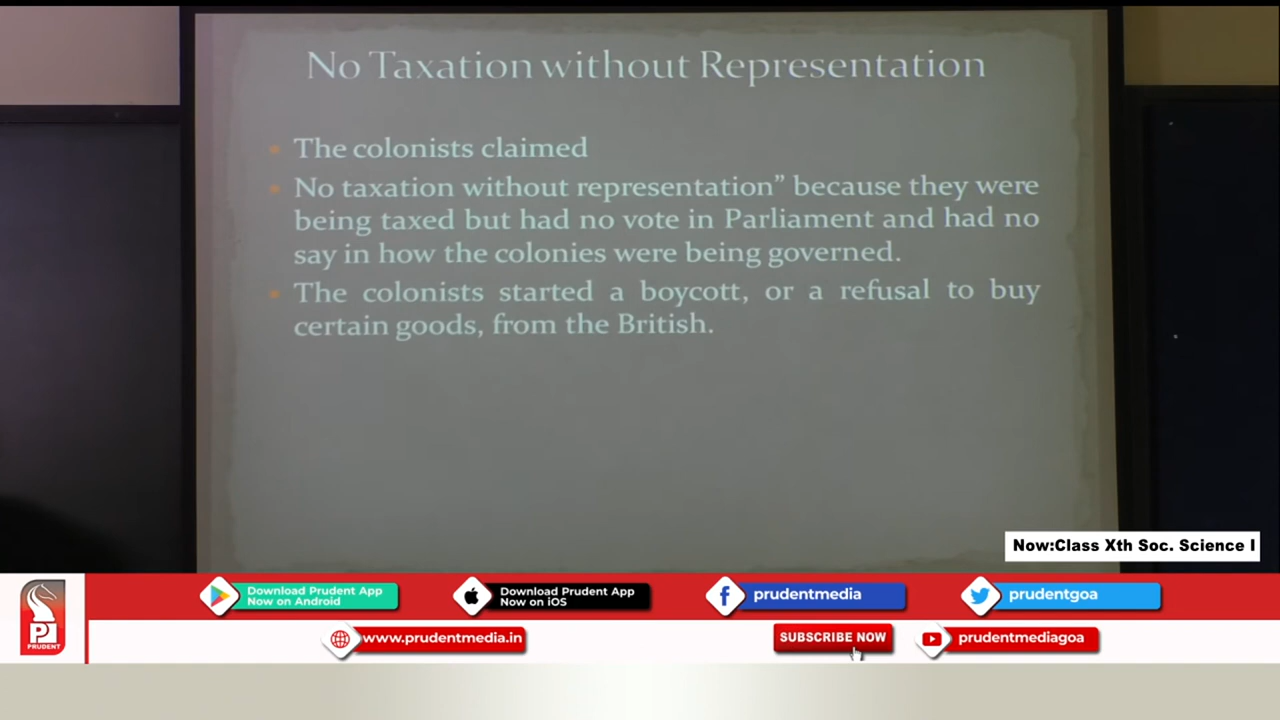 No Taxation without Representation
The colonists claimed
No taxation without representation” because they were
being taxed but had no vote in Parliament and had no
say in how the colonies were being governed.
The colonists started a boycott, or a refusal to buy
certain goods, from the British.
Now:Class Xth Soc. Science I
Download Prudent App
Now on Android
Download Prudent App
Now on iOS
prudentmedia
prudentgoa
PRUDENT
www.prudentmedia.in
SUBSCRIBE NOW
prudentmediagoa